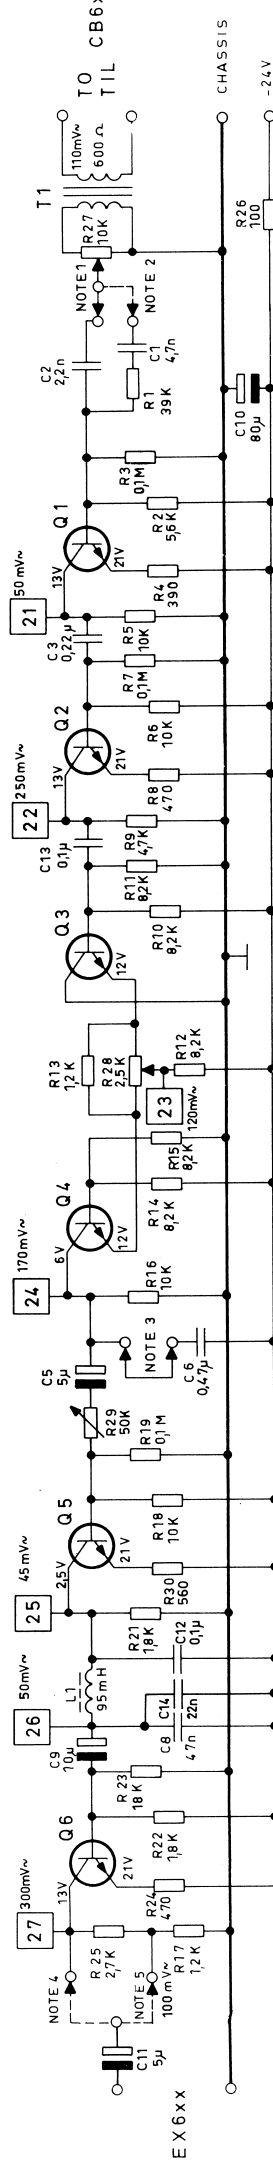 CB6x
TO
TIL
CHASSIS
-24V
110mV~
600Ω
T1
R27
10K
R26
100
NOTE 1
NOTE 2
C2
2,2n
C1
4,7n
R1
39K
C10
80µ
R3
0,1M
R2
5,6K
Q1
50mV~
13V
21V
21
R4
390
C3
0,22µ
R5
10K
R7
0,1M
Q2
R6
10K
250mV~
13V
21V
22
R8
470
C13
0,1µ
R9
4,7K
R11
8,2K
Q3
R10
8,2K
12V
R13
1,2K
R28
2,5K
R12
8,2K
23
120mV~
R15
8,2K
Q4
R14
8,2K
170mV~
6V
12V
24
R16
10K
NOTE 3
C5
5µ
C6
0,47µ
R29
50K
R19
0,1M
Q5
R18
10K
45mV~
2,5V
21V
25
R30
560
R21
1,8K
C12
0,1µ
50mV~
L1
95mH
26
C14
22n
C8
47n
C9
10µ
R23
18K
Q6
R22
1,8K
300mV~
13V
21V
27
R24
470
R25
2,7K
R17
1,2K
NOTE 4
NOTE 5
100mV~
C11
5µ
EX6xx